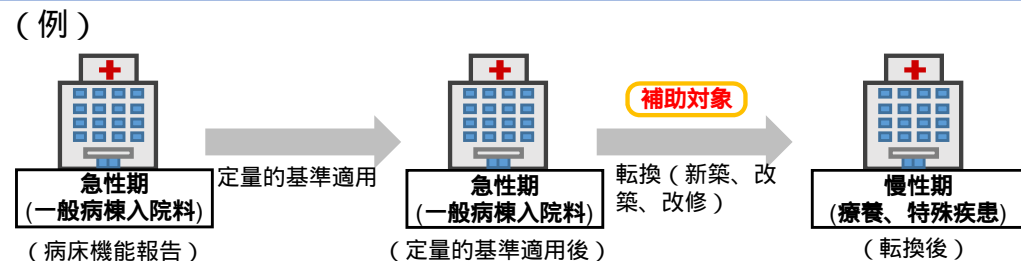 (例)
補助対象
定量的基準適用
転換(新築、改
築、改修)
急性期
(一般病棟入院料)
急性期
(一般病棟入院料)
慢性期
(療養、特殊疾患)
(病床機能報告)
(定量的基準適用後)
(転換後)